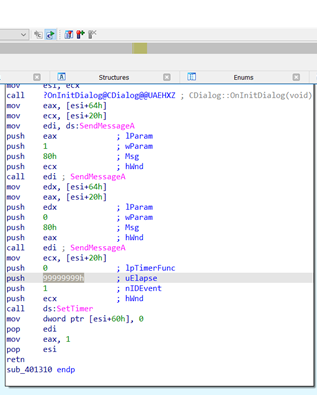 Structures Enums
mov esi, ecx
call ?OnInitDialog@CDialog@@UAEHXZ ; CDialog::OnInitDialog(void)
mov eax, [esi+64h]
mov ecx, [esi+20h]
mov edi, ds:SendMessageA
push eax ; lParam
push 1 ; wParam
push 80h ; Msg
push ecx ; hWnd
call edi ; SendMessageA
mov edx, [esi+64h]
mov eax, [esi+20h]
push edx ; lParam
push 0 ; wParam
push 80h ; Msg
push eax ; hWnd
call edi ; SendMessageA
mov ecx, [esi+20h]
push 0 ; lpTimerFunc
push 99999999h ; uElapse
push 1 ; nIDEvent
push ecx ; hWnd
call ds:SetTimer
mov dword ptr [esi+60h], 0
pop edi
mov eax, 1
pop esi
retn
sub_401310 endp